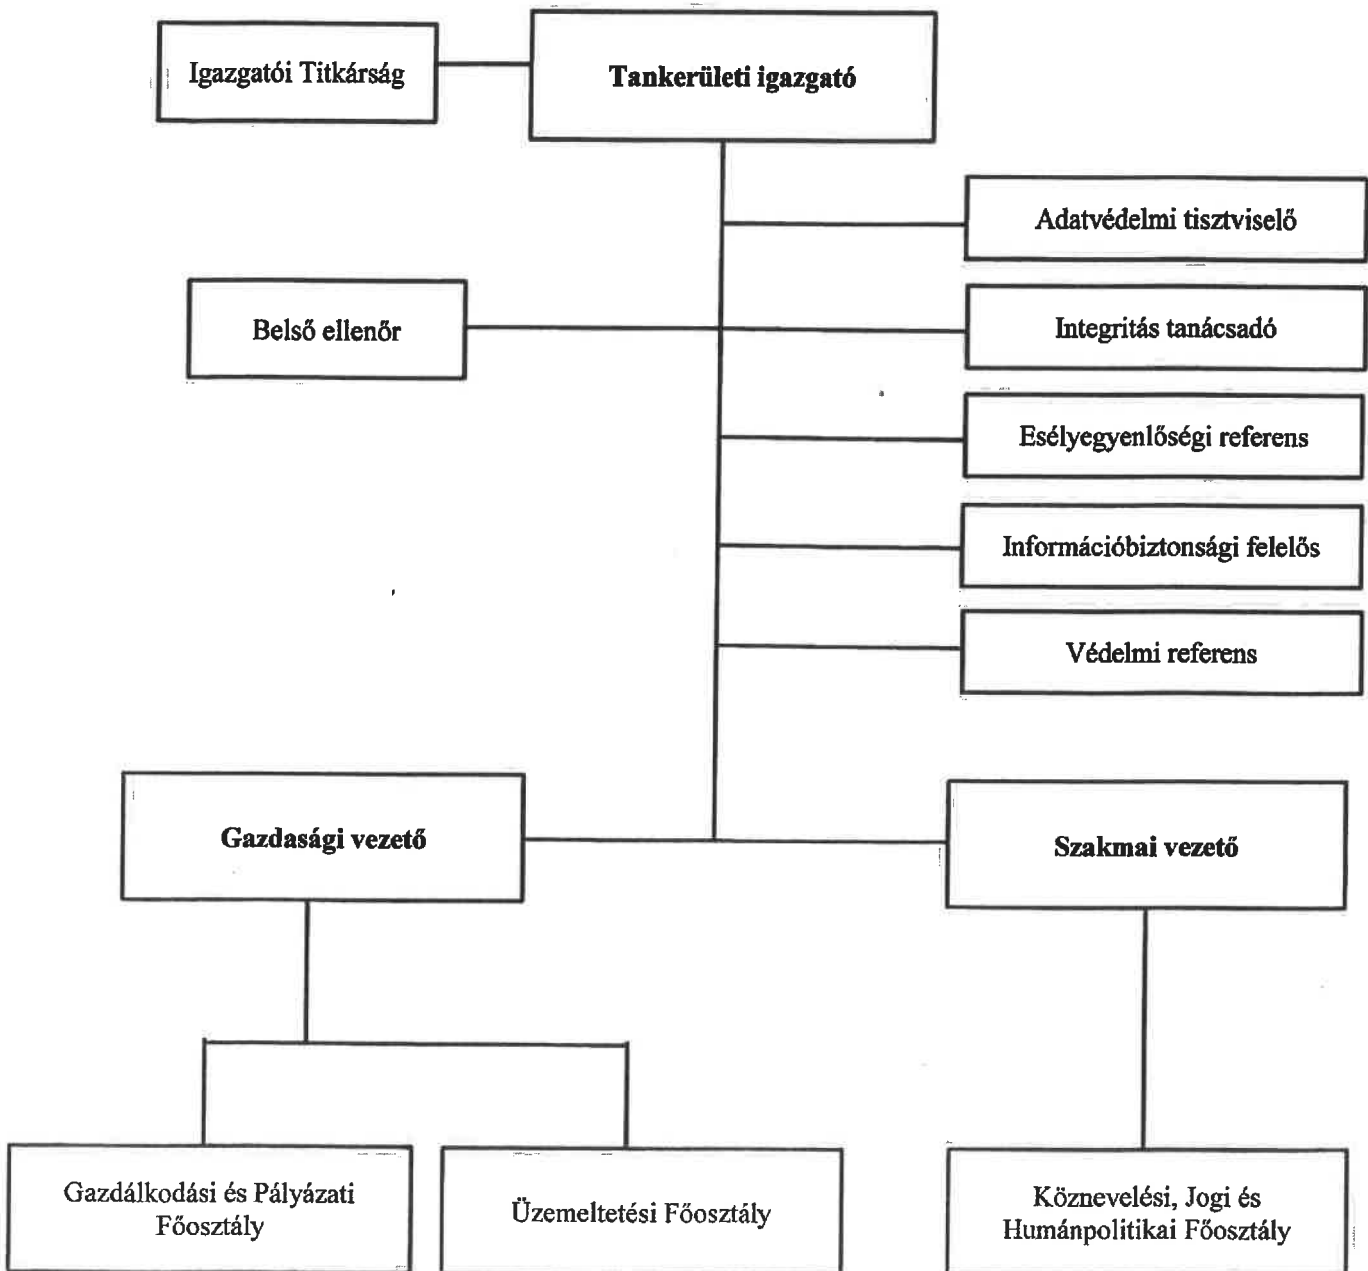 Igazgatói Titkárság
Tankerületi igazgató
Adatvédelmi tisztviselő
Belső ellenőr
Integritás tanácsadó
Esélyegyenlőségi referens
Információbiztonsági felelős
Védelmi referens
Gazdasági vezető
Szakmai vezető
Gazdálkodási és Pályázati
Főosztály
Üzemeltetési Főosztály
Köznevelési, Jogi és
Humánpolitikai Főosztály